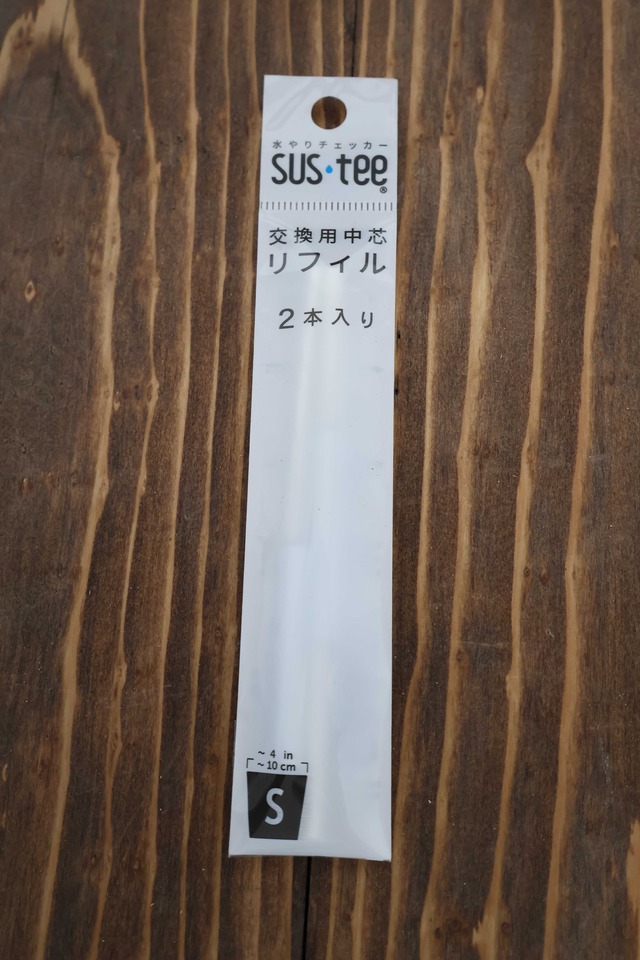 水やりチェッカー
sus・tee®
交換用中芯
リフィル
2本入り
~ 4 in
~10 cm
S